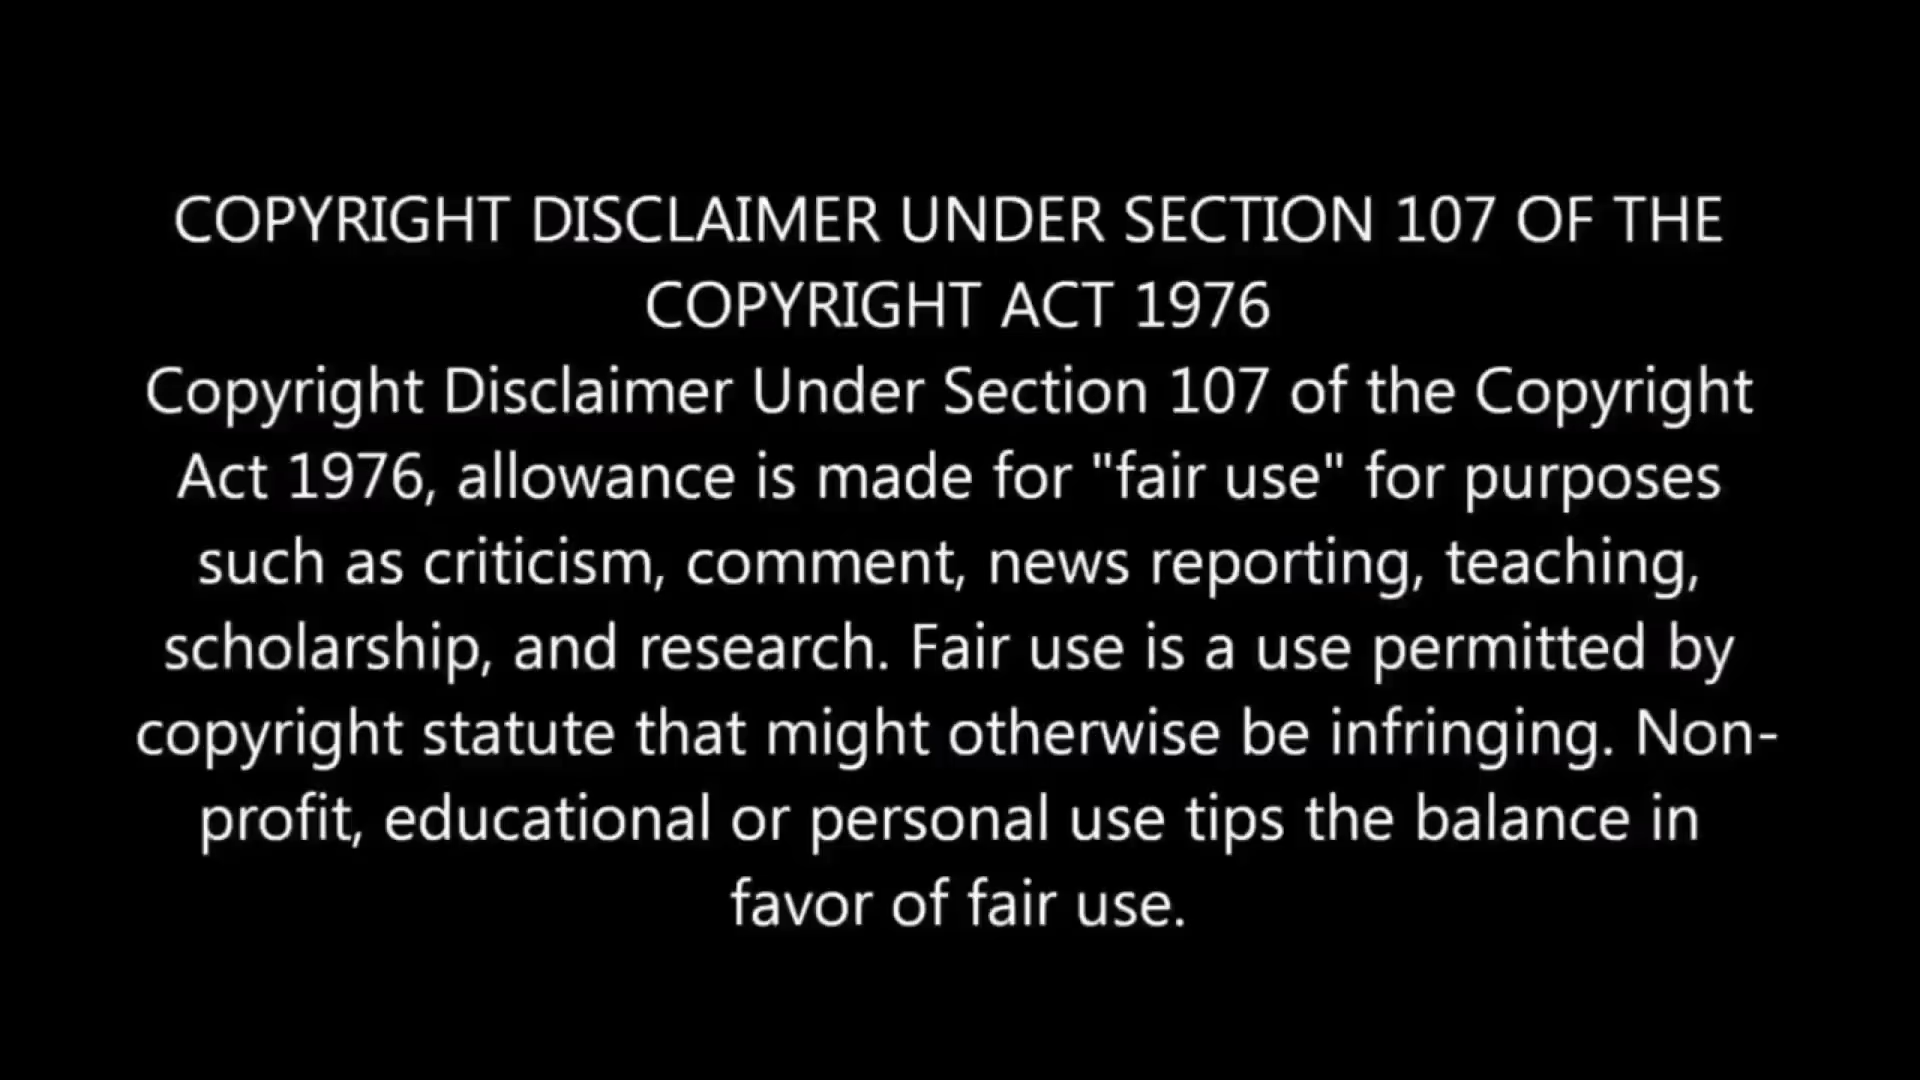 COPYRIGHT DISCLAIMER UNDER SECTION 107 OF THE
COPYRIGHT ACT 1976
Copyright Disclaimer Under Section 107 of the Copyright
Act 1976, allowance is made for "fair use" for purposes
such as criticism, comment, news reporting, teaching,
scholarship, and research. Fair use is a use permitted by
copyright statute that might otherwise be infringing. Non-
profit, educational or personal use tips the balance in
favor of fair use.